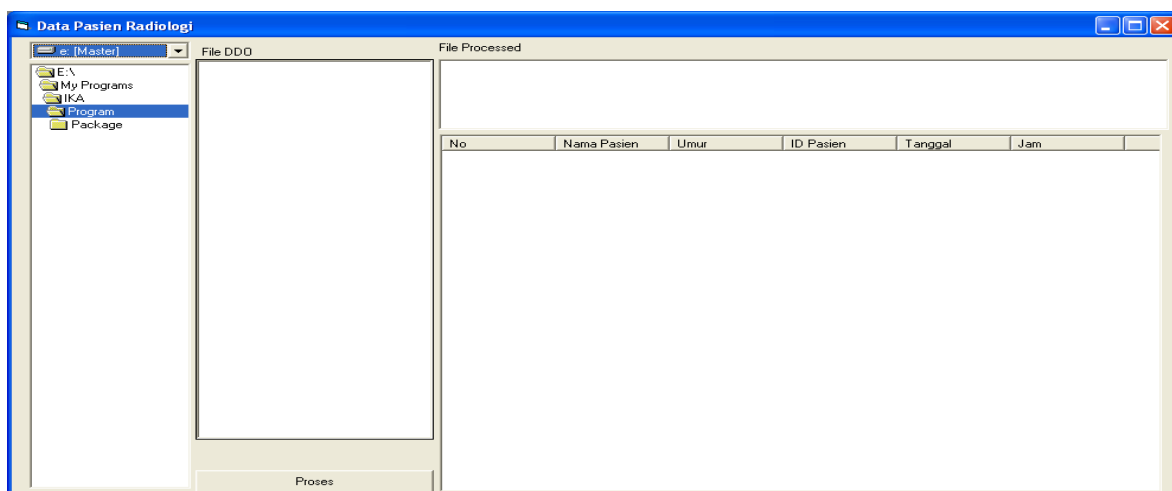 Data Pasien Radiologi
e: [Master]
File DDO
File Processed
E:\
My Programs
IKA
Program
Package
No Nama Pasien Umur ID Pasien Tanggal Jam
Proses